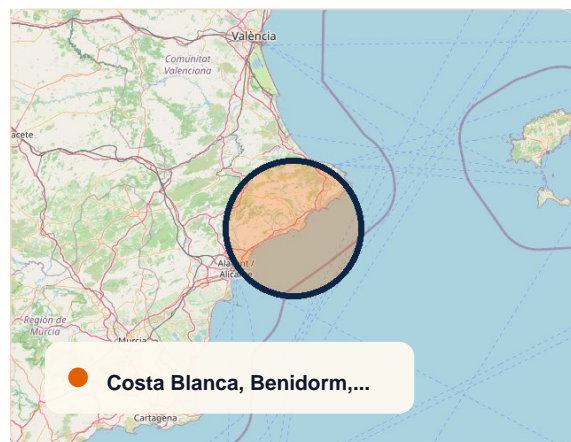 València
Comunitat
Valenciana
acete
Alacant /
Alicante
Región de
Murcia
Murcia
Costa Blanca, Benidorm,...
Cartagena